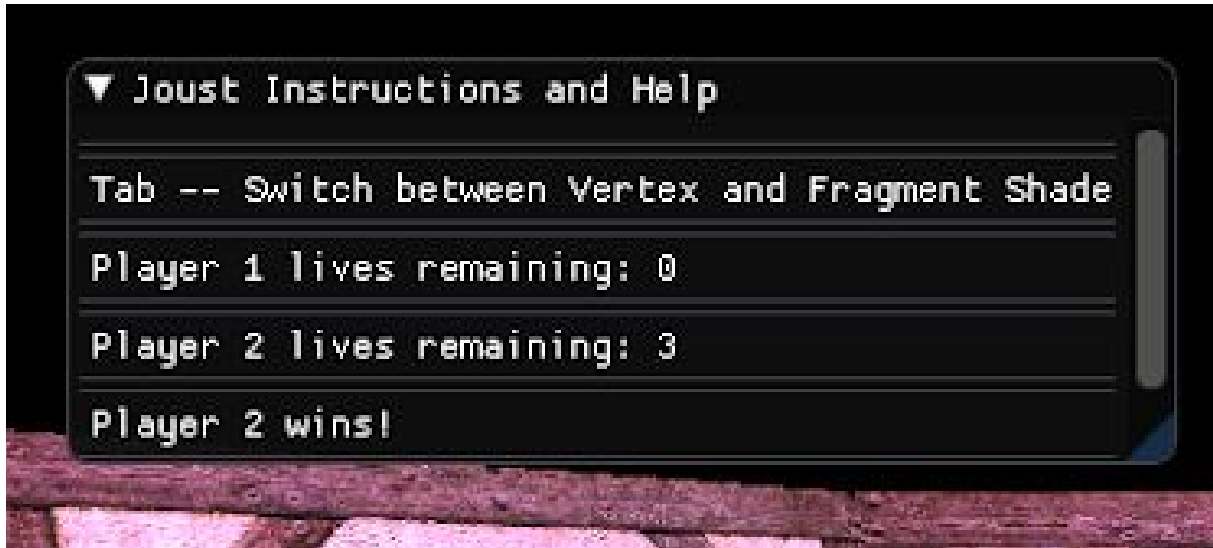 Joust Instructions and Help
Tab -- Switch between Vertex and Fragment Shade
Player 1 lives remaining: 0
Player 2 lives remaining: 3
Player 2 wins!